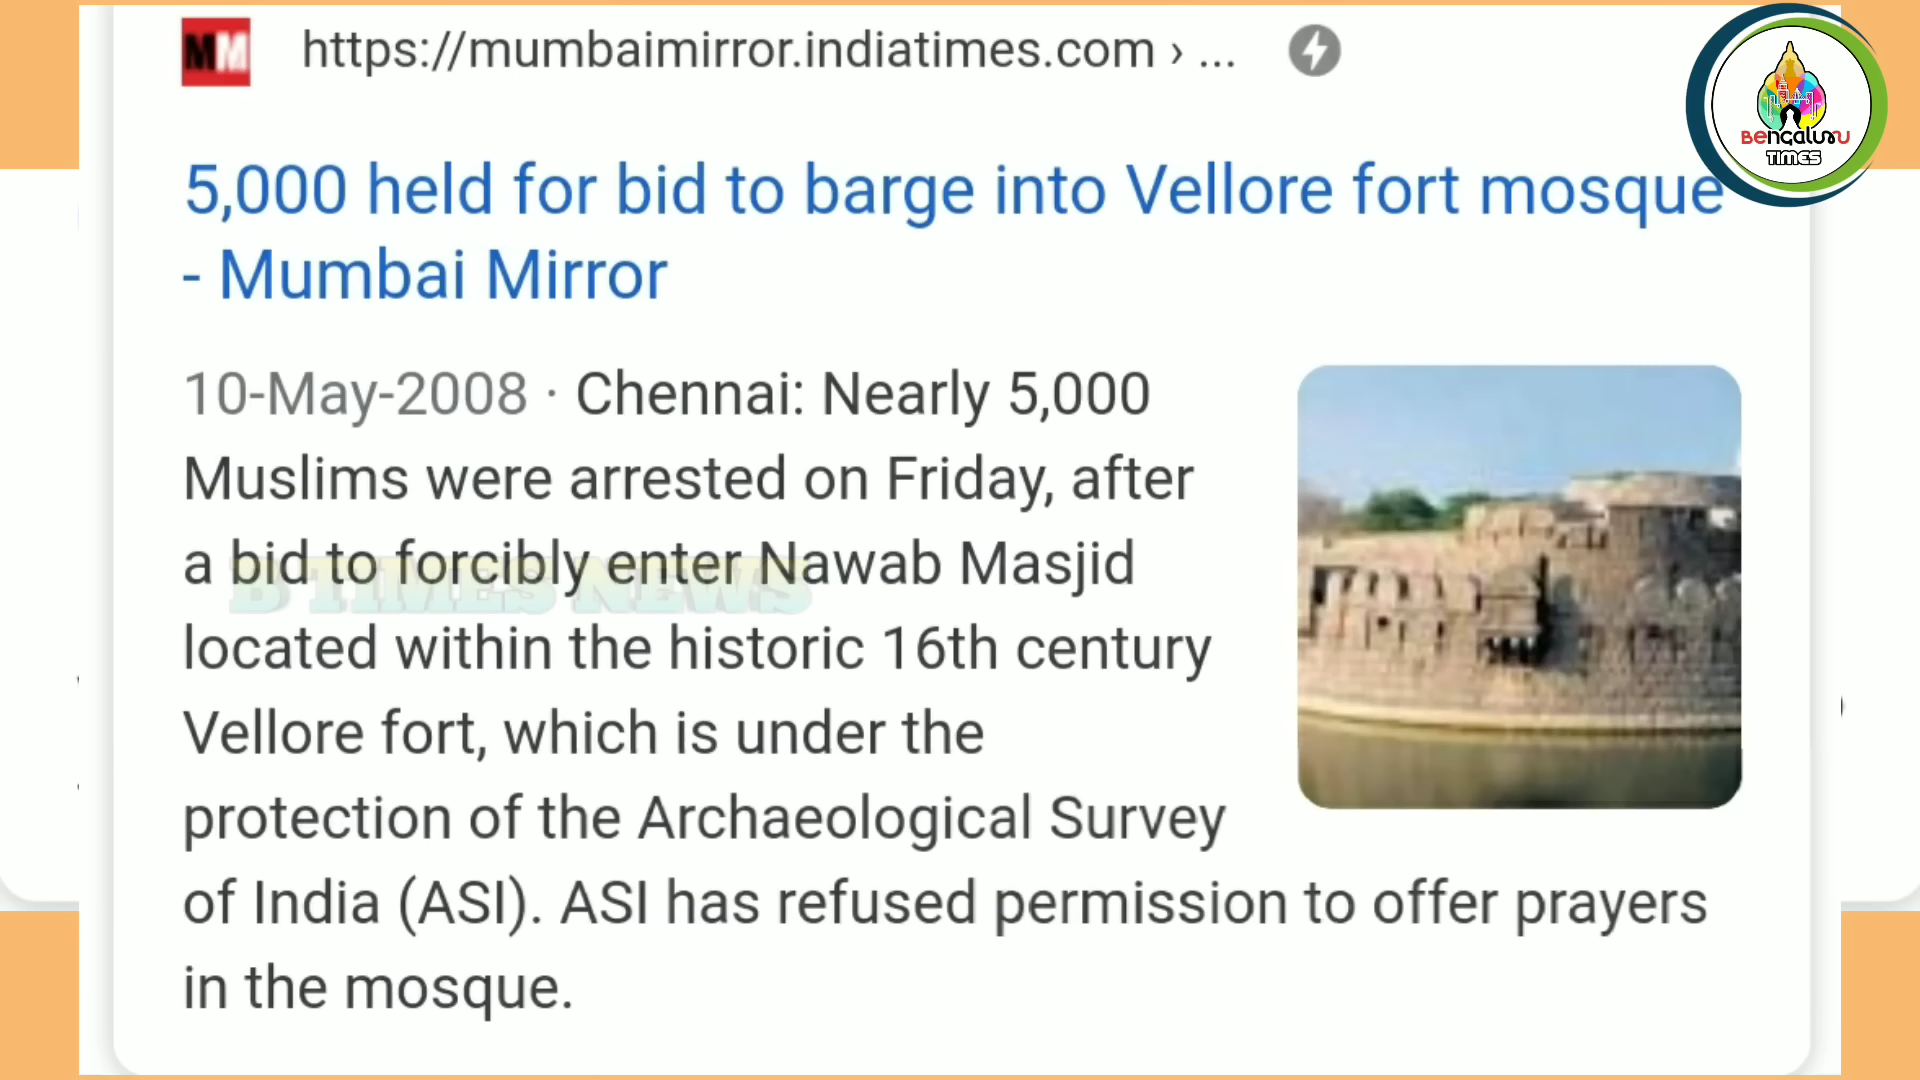 MM https://mumbaimirror.indiatimes.com › ...
BengaluRU
TIMES
5,000 held for bid to barge into Vellore fort mosque
- Mumbai Mirror
10-May-2008 · Chennai: Nearly 5,000
Muslims were arrested on Friday, after
a bid to forcibly enter Nawab Masjid
B TIMES NEWS
located within the historic 16th century
Vellore fort, which is under the
protection of the Archaeological Survey
of India (ASI). ASI has refused permission to offer prayers
in the mosque.